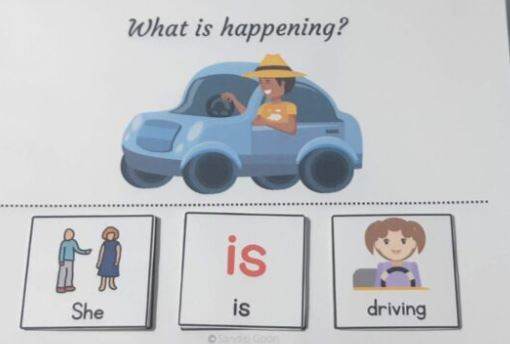 What is happening?
is
She
is
driving